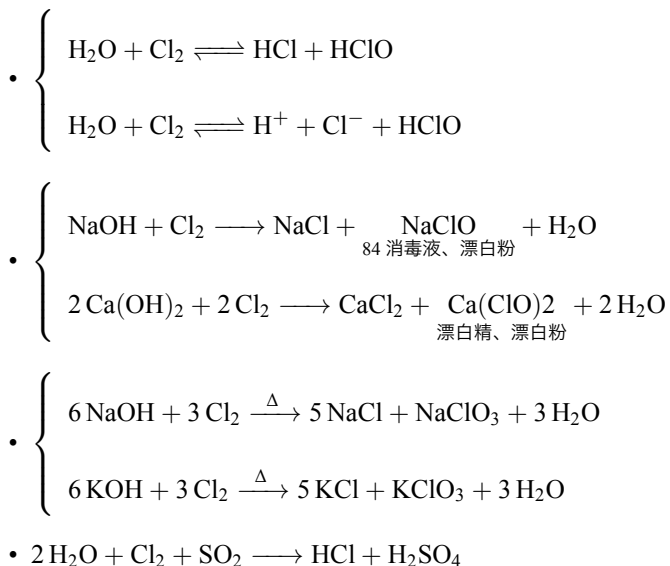 • H₂O + Cl₂ ⇌ HCl + HClO
H₂O + Cl₂ ⇌ H⁺ + Cl⁻ + HClO
• NaOH + Cl₂ ⟶ NaCl + NaClO + H₂O
84 消毒液、漂白粉
2 Ca(OH)₂ + 2 Cl₂ ⟶ CaCl₂ + Ca(ClO)2 + 2 H₂O
漂白精、漂白粉
• 6 NaOH + 3 Cl₂ —Δ→ 5 NaCl + NaClO₃ + 3 H₂O
6 KOH + 3 Cl₂ —Δ→ 5 KCl + KClO₃ + 3 H₂O
• 2 H₂O + Cl₂ + SO₂ ⟶ HCl + H₂SO₄